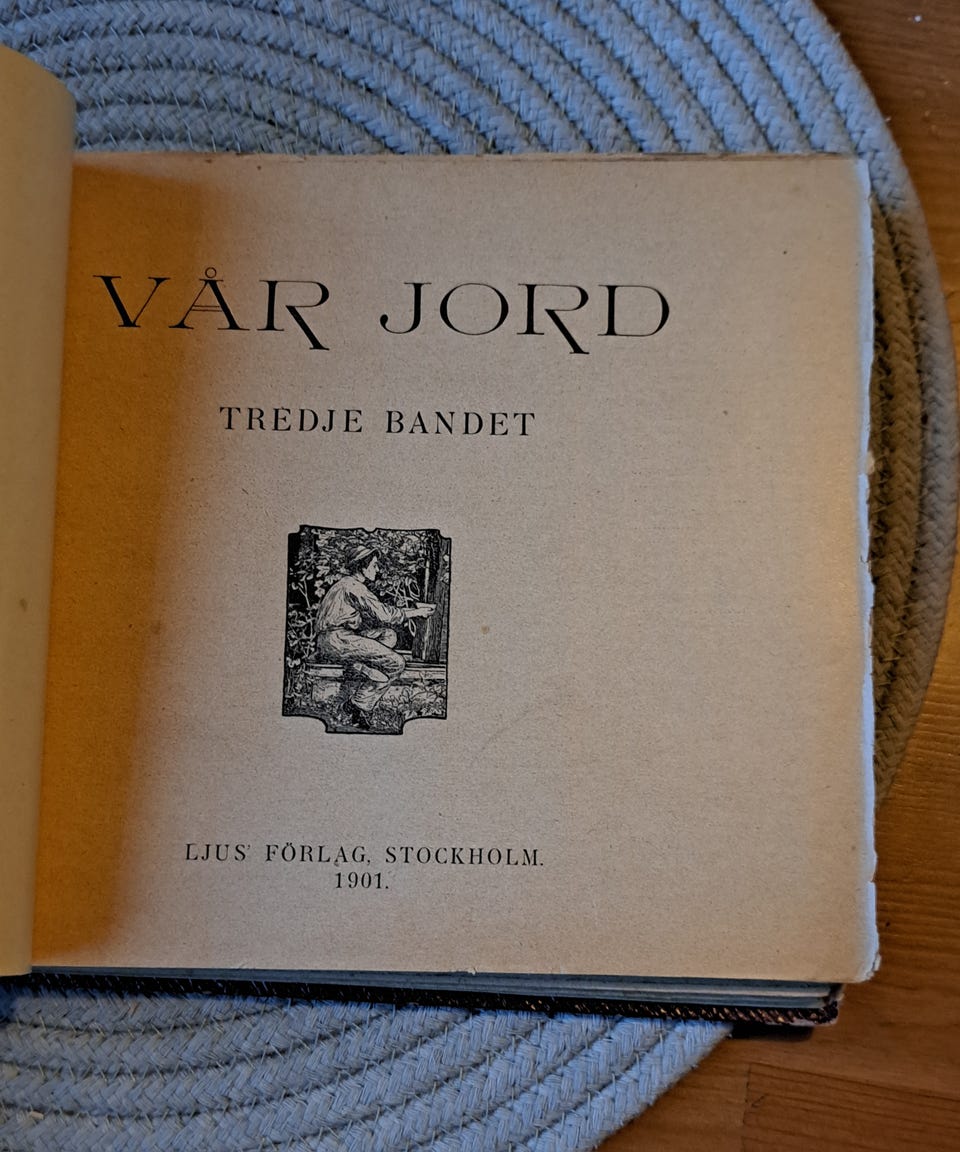 VÅR JORD
TREDJE BANDET
LJUS' FÖRLAG, STOCKHOLM.
1901.